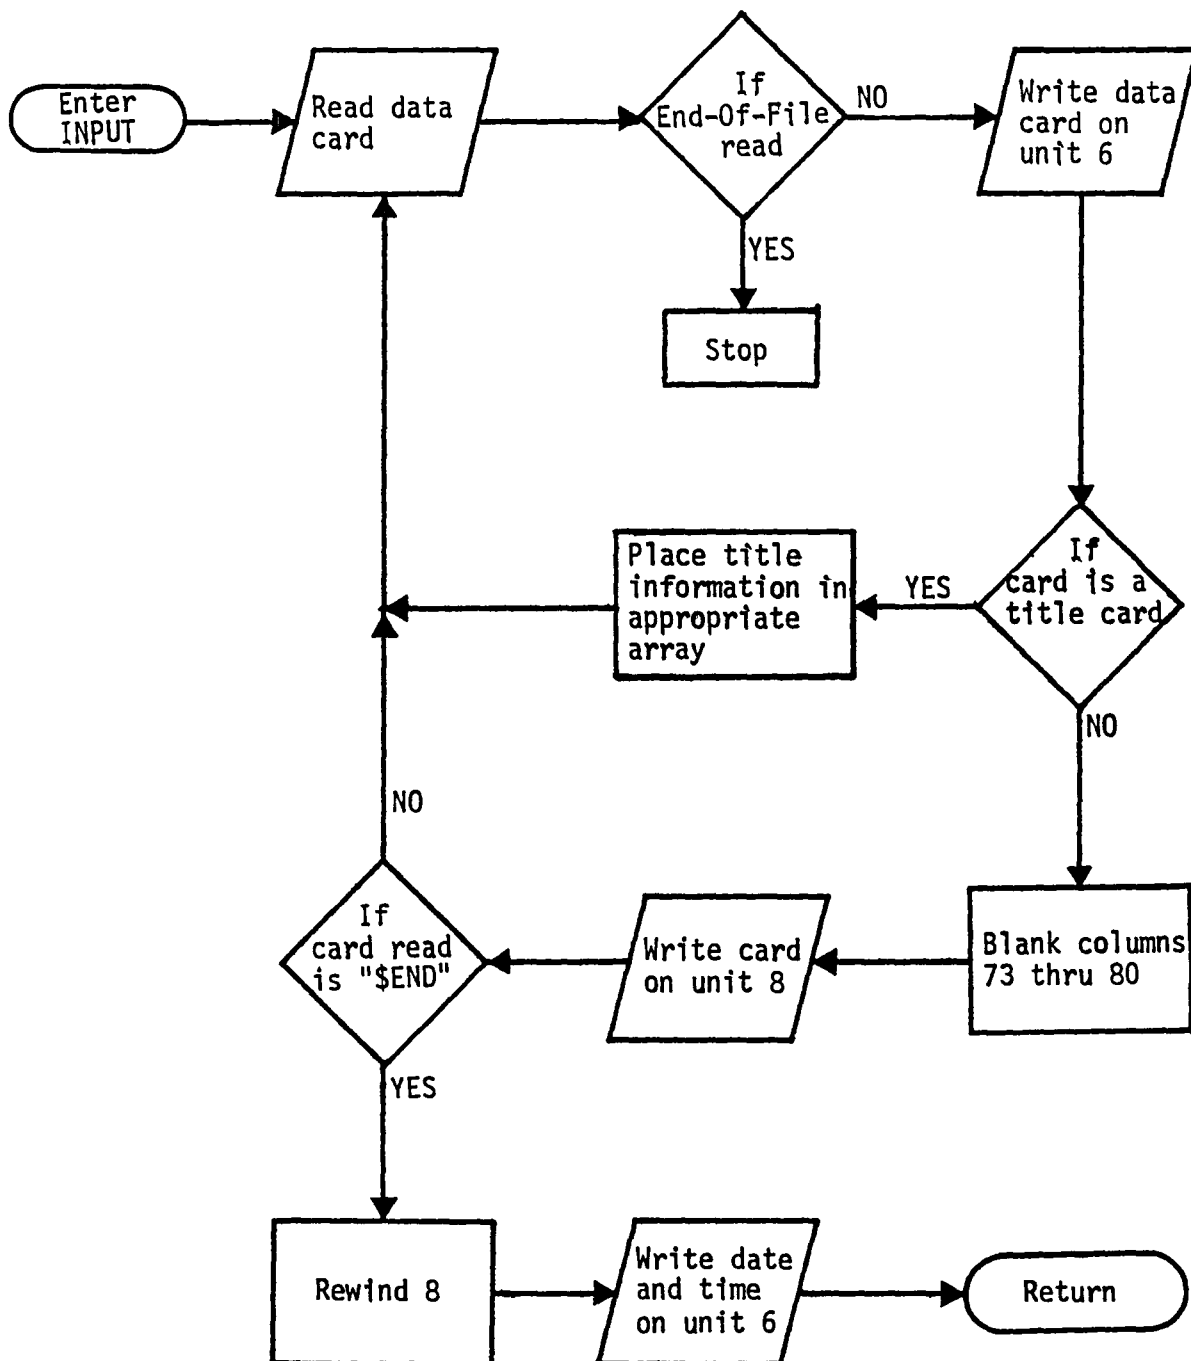 Enter
INPUT
Read data
card
If
End-Of-File
read
NO
Write data
card on
unit 6
YES
Stop
If
card is a
title card
YES
Place title
information in
appropriate
array
NO
Blank columns
73 thru 80
Write card
on unit 8
If
card read
is "$END"
NO
YES
Rewind 8
Write date
and time
on unit 6
Return